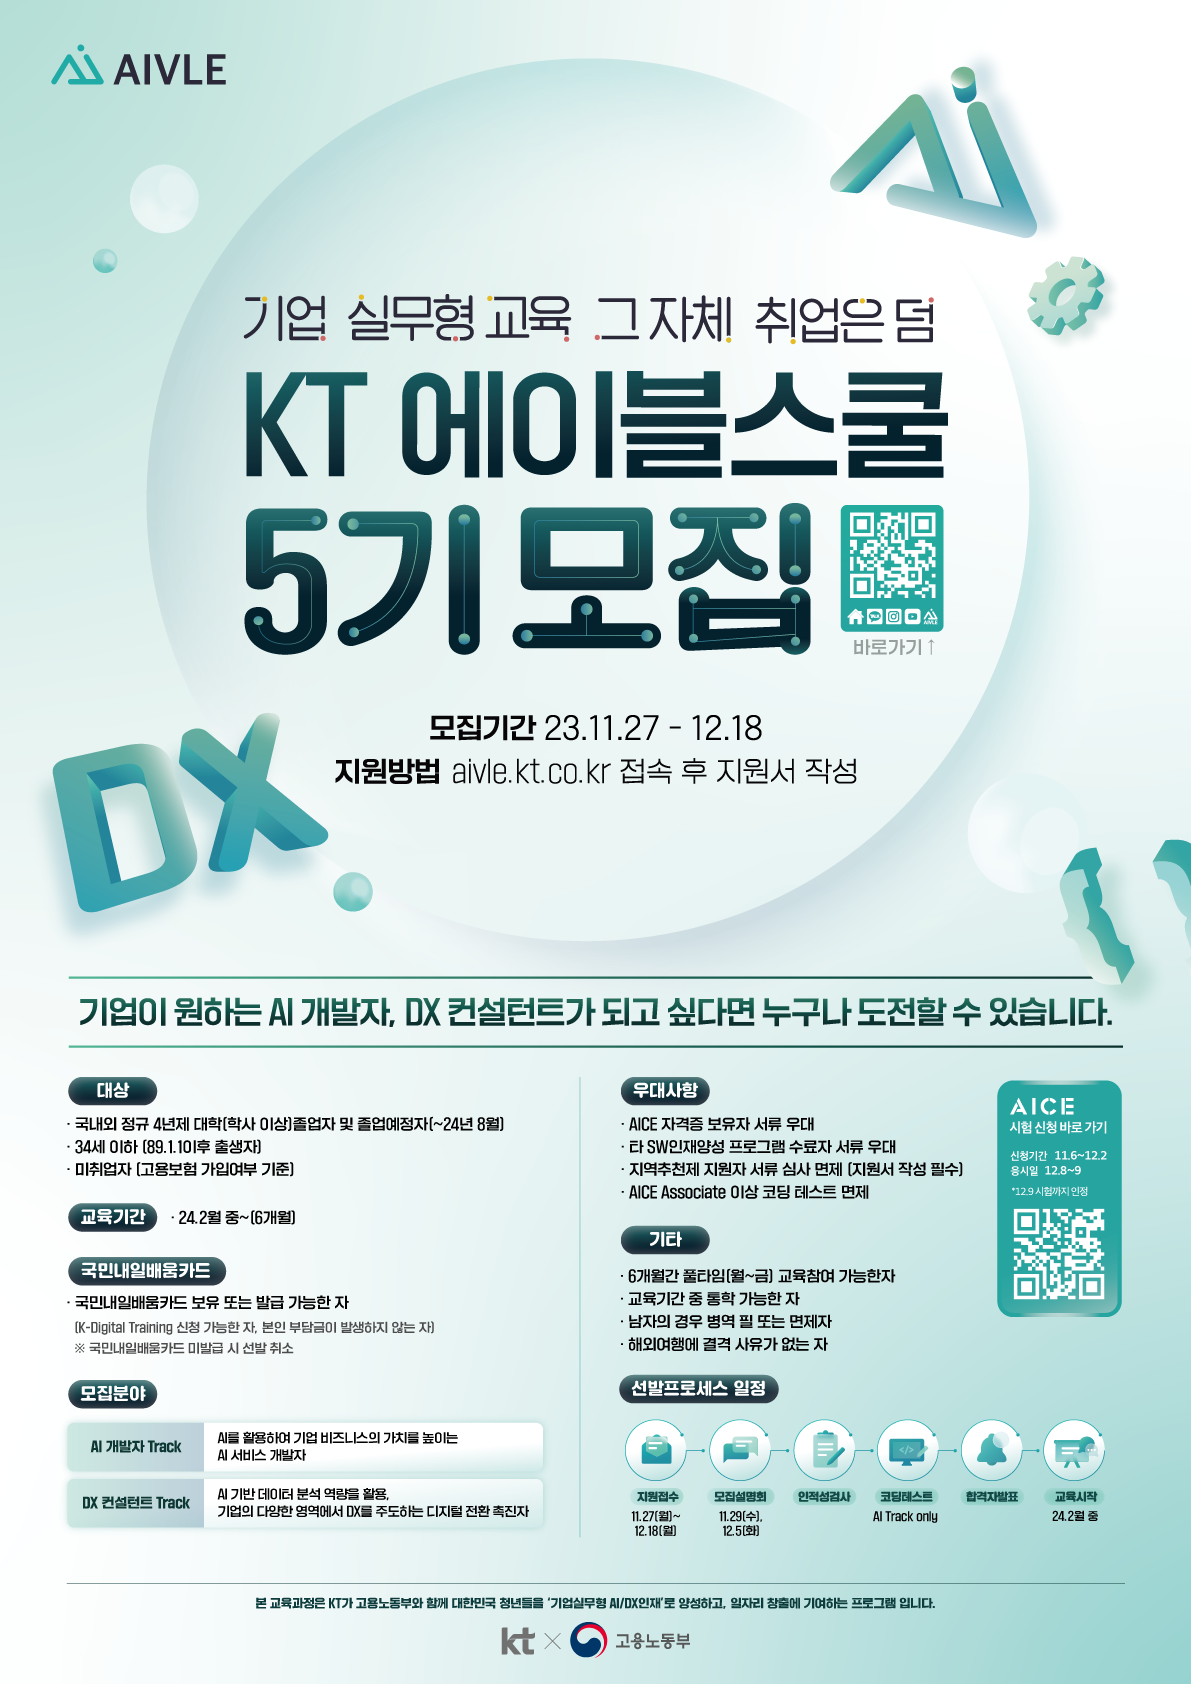 AIVLE
Ai
기업 실무형 교육 그 자체 취업은 덤
KT 에이블스쿨
5기 모집
AIVLE
바로가기↑
모집기간 23.11.27 - 12.18
지원방법 aivle.kt.co.kr 접속 후 지원서 작성
DX
기업이 원하는 AI 개발자, DX 컨설턴트가 되고 싶다면 누구나 도전할 수 있습니다.
대상
· 국내외 정규 4년제 대학(학사 이상)졸업자 및 졸업예정자(~24년 8월)
· 34세 이하 (89.1.1이후 출생자)
· 미취업자 (고용보험 가입여부 기준)
교육기간 · 24.2월 중~(6개월)
국민내일배움카드
· 국민내일배움카드 보유 또는 발급 가능한 자
(K-Digital Training 신청 가능한 자, 본인 부담금이 발생하지 않는 자)
※ 국민내일배움카드 미발급 시 선발 취소
모집분야
AI 개발자 Track
AI를 활용하여 기업 비즈니스의 가치를 높이는
AI 서비스 개발자
DX 컨설턴트 Track
AI 기반 데이터 분석 역량을 활용,
기업의 다양한 영역에서 DX를 주도하는 디지털 전환 촉진자
우대사항
· AICE 자격증 보유자 서류 우대
· 타 SW인재양성 프로그램 수료자 서류 우대
· 지역추천제 지원자 서류 심사 면제 (지원서 작성 필수)
· AICE Associate 이상 코딩 테스트 면제
AICE
시험 신청 바로 가기
신청기간 11.6~12.2
응시일 12.8~9
*12.9 시험까지 인정
기타
· 6개월간 풀타임(월~금) 교육참여 가능한자
· 교육기간 중 통학 가능한 자
· 남자의 경우 병역 필 또는 면제자
· 해외여행에 결격 사유가 없는 자
선발프로세스 일정
지원접수
11.27(월)~
12.18(월)
모집설명회
11.29(수),
12.5(화)
인적성검사
코딩테스트
AI Track only
합격자발표
교육시작
24.2월 중
본 교육과정은 KT가 고용노동부와 함께 대한민국 청년들을 '기업실무형 AI/DX인재'로 양성하고, 일자리 창출에 기여하는 프로그램 입니다.
kt × 고용노동부